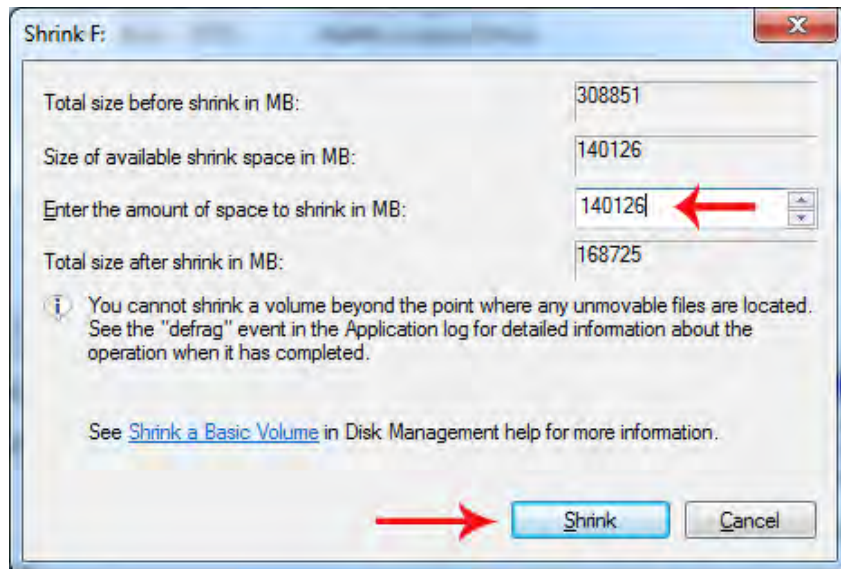 Shrink F:
Total size before shrink in MB: 308851
Size of available shrink space in MB: 140126
Enter the amount of space to shrink in MB: 140126
Total size after shrink in MB: 168725
You cannot shrink a volume beyond the point where any unmovable files are located.
See the "defrag" event in the Application log for detailed information about the
operation when it has completed.
See Shrink a Basic Volume in Disk Management help for more information.
Shrink Cancel